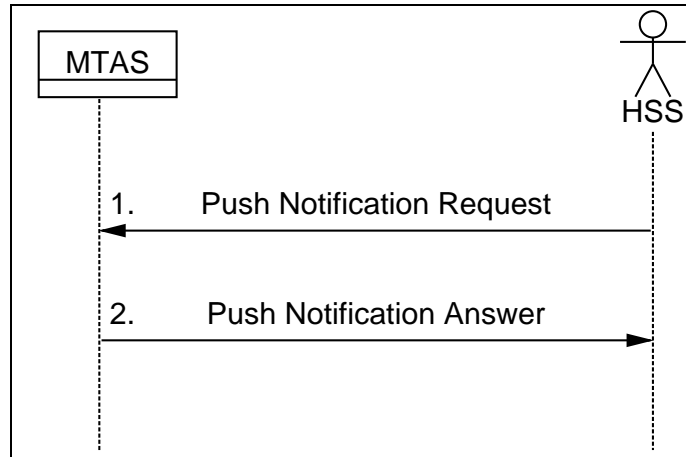 MTAS
HSS
1. Push Notification Request
2. Push Notification Answer